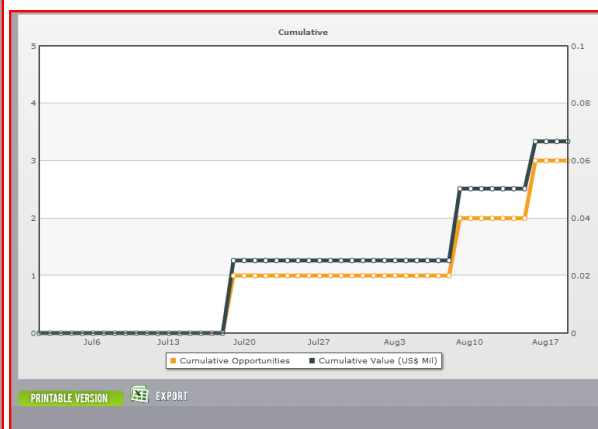 Cumulative
5 0.1
4 0.08
3 0.06
2 0.04
1 0.02
0 0
Jul6 Jul13 Jul20 Jul27 Aug3 Aug10 Aug17
Cumulative Opportunities Cumulative Value (US$ Mil)
PRINTABLE VERSION EXPORT